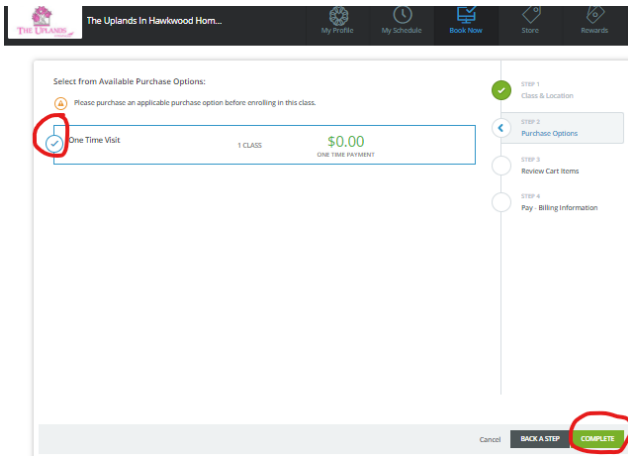 THE UPLANDS
The Uplands In Hawkwood Hom...
My Profile
My Schedule
Book Now
Store
Rewards
Select from Available Purchase Options:
Please purchase an applicable purchase option before enrolling in this class.
One Time Visit
1 CLASS
$0.00
ONE TIME PAYMENT
STEP 1
Class & Location
STEP 2
Purchase Options
STEP 3
Review Cart Items
STEP 4
Pay - Billing Information
Cancel
BACK A STEP
COMPLETE